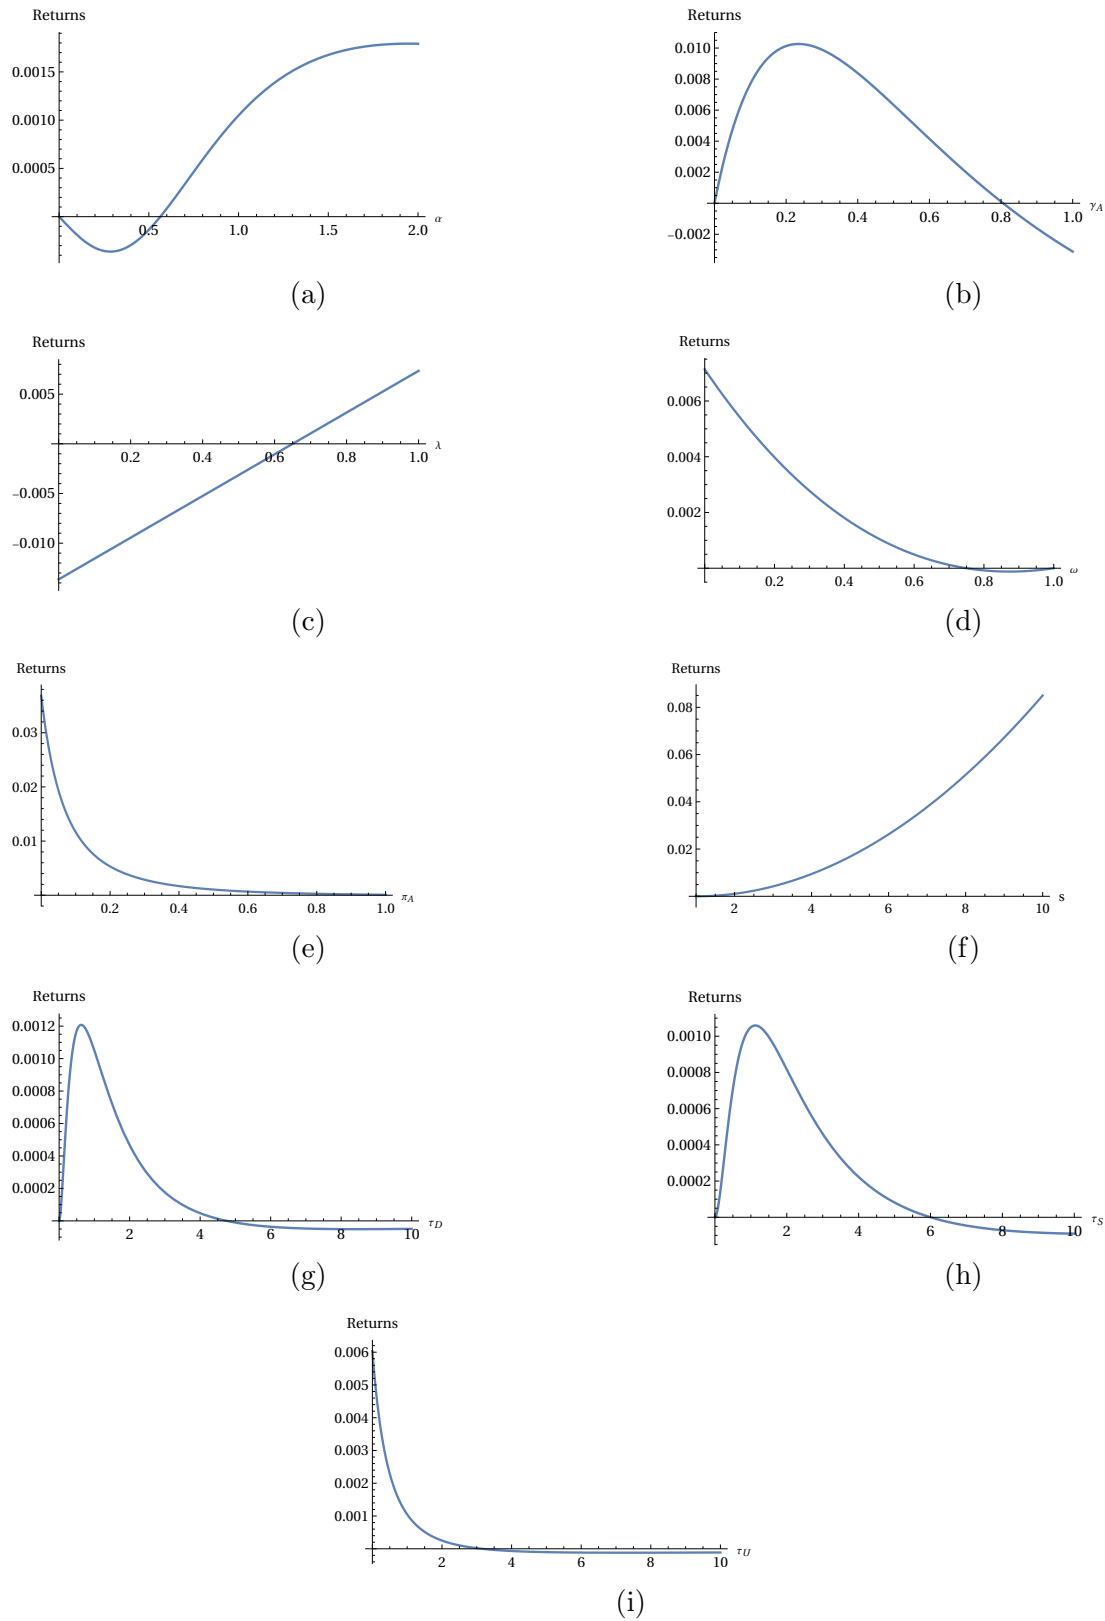 Returns
0.0015
0.0010
0.0005
0.5 1.0 1.5 2.0 α
(a)
Returns
0.010
0.008
0.006
0.004
0.002
−0.002
0.2 0.4 0.6 0.8 1.0 γA
(b)
Returns
0.005
−0.005
−0.010
0.2 0.4 0.6 0.8 1.0 λ
(c)
Returns
0.006
0.004
0.002
0.2 0.4 0.6 0.8 1.0 ω
(d)
Returns
0.03
0.02
0.01
0.2 0.4 0.6 0.8 1.0 πA
(e)
Returns
0.08
0.06
0.04
0.02
2 4 6 8 10 s
(f)
Returns
0.0012
0.0010
0.0008
0.0006
0.0004
0.0002
2 4 6 8 10 τD
(g)
Returns
0.0010
0.0008
0.0006
0.0004
0.0002
2 4 6 8 10 τS
(h)
Returns
0.006
0.005
0.004
0.003
0.002
0.001
2 4 6 8 10 τU
(i)